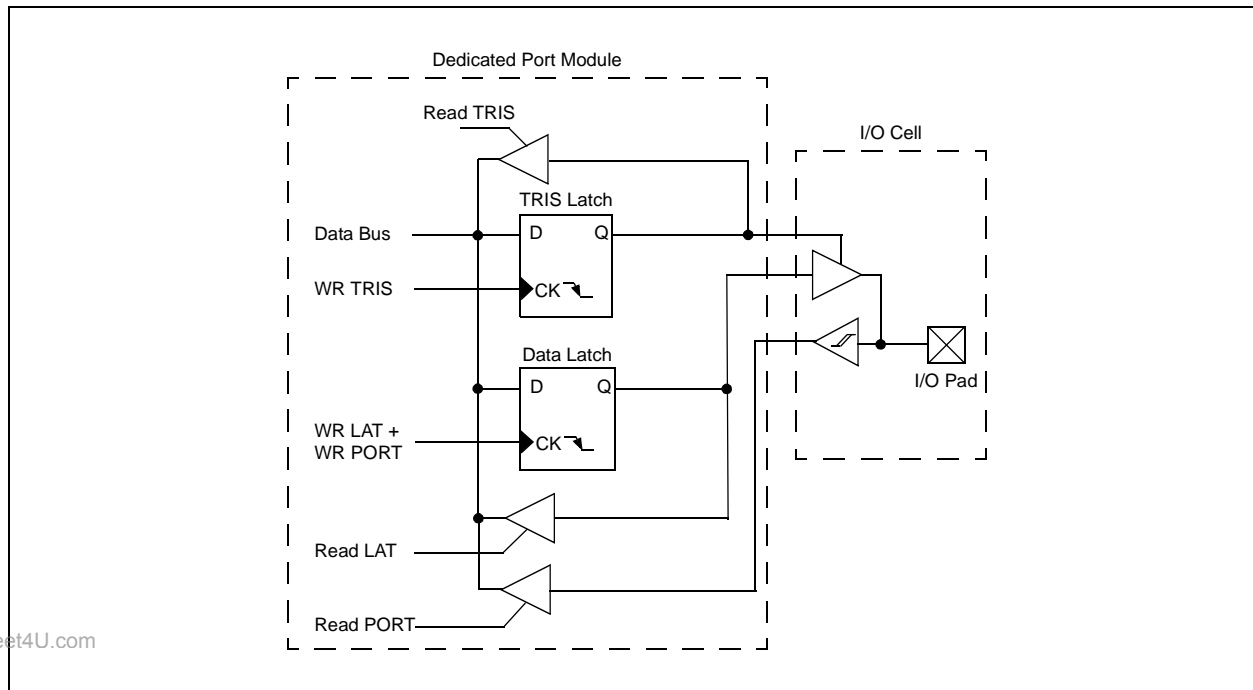 Dedicated Port Module
Read TRIS
I/O Cell
TRIS Latch
Data Bus
D
Q
WR TRIS
CK
I/O Pad
Data Latch
D
Q
WR LAT +
WR PORT
CK
Read LAT
Read PORT
eet4U.com